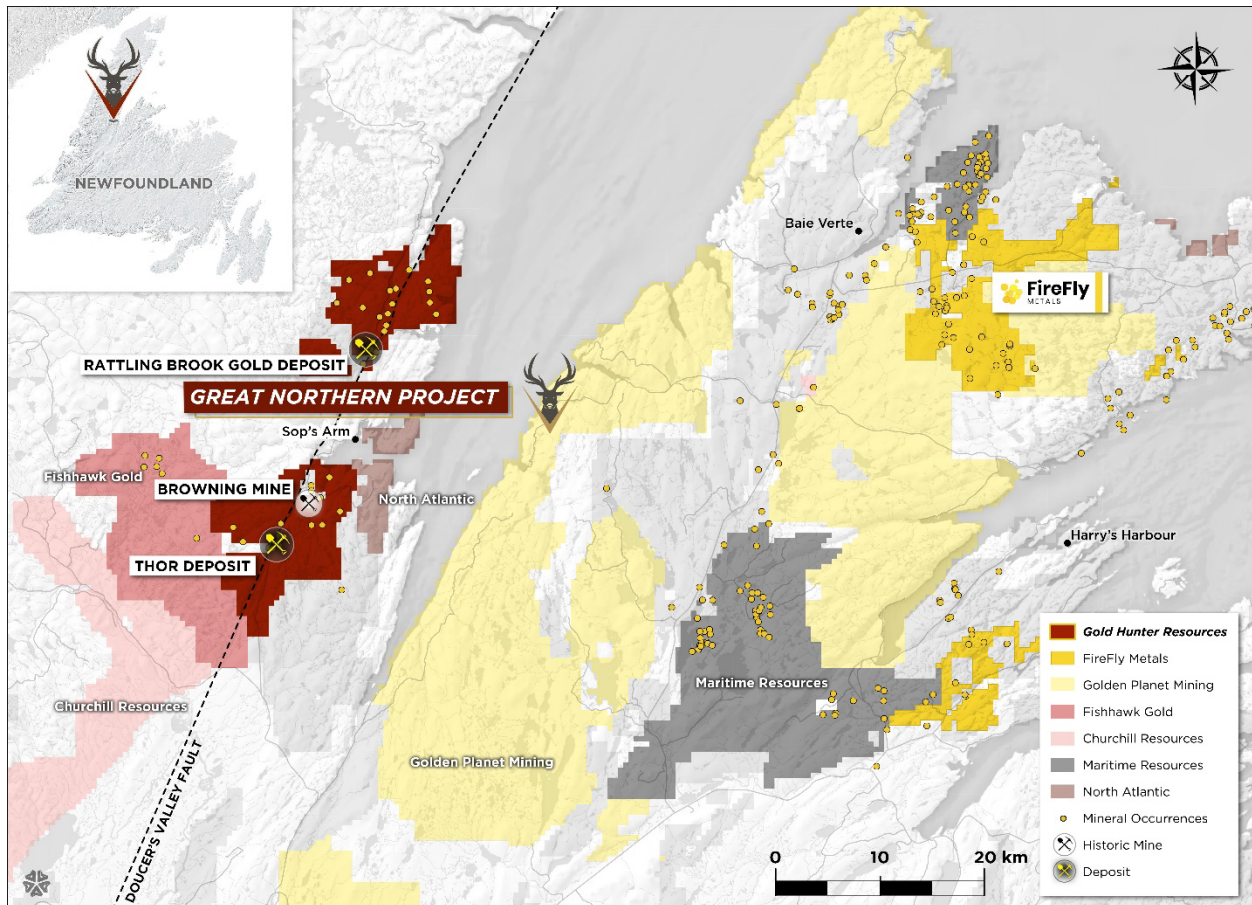 NEWFOUNDLAND
Baie Verte
FireFly
METALS
RATTLING BROOK GOLD DEPOSIT
GREAT NORTHERN PROJECT
Sop's Arm
Fishhawk Gold
BROWNING MINE
North Atlantic
THOR DEPOSIT
Harry's Harbour
Maritime Resources
Churchill Resources
Golden Planet Mining
DOUCER'S VALLEY FAULT
Gold Hunter Resources
FireFly Metals
Golden Planet Mining
Fishhawk Gold
Churchill Resources
Maritime Resources
North Atlantic
Mineral Occurrences
Historic Mine
Deposit
0 10 20 km